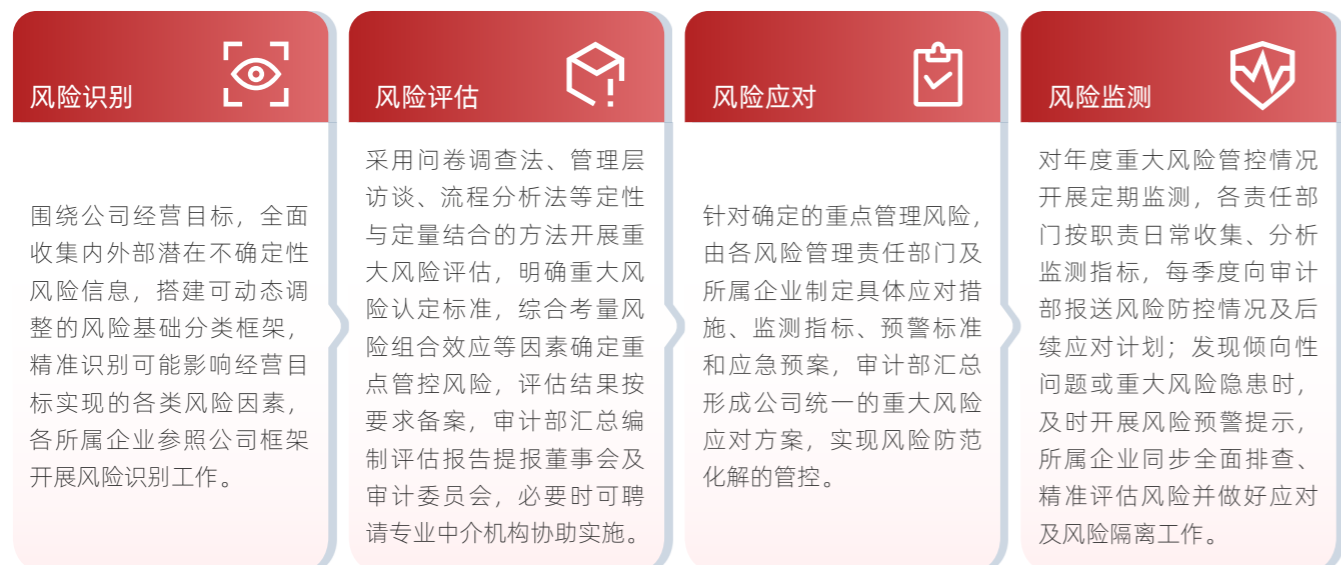 风险识别
围绕公司经营目标，全面
收集内外部潜在不确定性
风险信息，搭建可动态调
整的风险基础分类框架，
精准识别可能影响经营目
标实现的各类风险因素，
各所属企业参照公司框架
开展风险识别工作。
风险评估
采用问卷调查法、管理层
访谈、流程分析法等定性
与定量结合的方法开展重
大风险评估，明确重大风
险认定标准，综合考量风
险组合效应等因素确定重
点管控风险，评估结果按
要求备案，审计部汇总编
制评估报告提报董事会及
审计委员会，必要时可聘
请专业中介机构协助实施。
风险应对
针对确定的重点管理风险，
由各风险管理责任部门及
所属企业制定具体应对措
施、监测指标、预警标准
和应急预案，审计部汇总
形成公司统一的重大风险
应对方案，实现风险防范
化解的管控。
风险监测
对年度重大风险管控情况
开展定期监测，各责任部
门按职责日常收集、分析
监测指标，每季度向审计
部报送风险防控情况及后
续应对计划；发现倾向性
问题或重大风险隐患时，
及时开展风险预警提示，
所属企业同步全面排查、
精准评估风险并做好应对
及风险隔离工作。